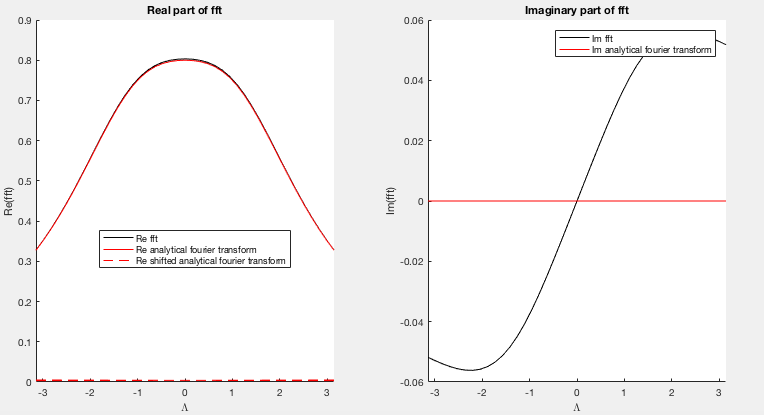 Real part of fft
0.9
0.8
0.7
0.6
0.5
0.4
0.3
0.2
0.1
0
Re(fft)
Re fft
Re analytical fourier transform
Re shifted analytical fourier transform
-3 -2 -1 0 1 2 3
Λ
Imaginary part of fft
0.06
0.04
0.02
0
-0.02
-0.04
-0.06
Im(fft)
Im fft
Im analytical fourier transform
-3 -2 -1 0 1 2 3
Λ